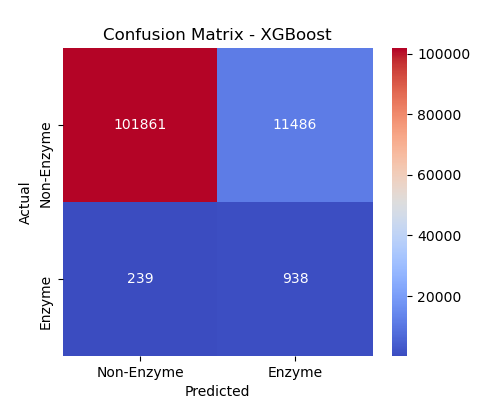 Confusion Matrix - XGBoost
Actual
Non-Enzyme
Enzyme
101861
11486
239
938
Non-Enzyme
Enzyme
Predicted
100000
80000
60000
40000
20000